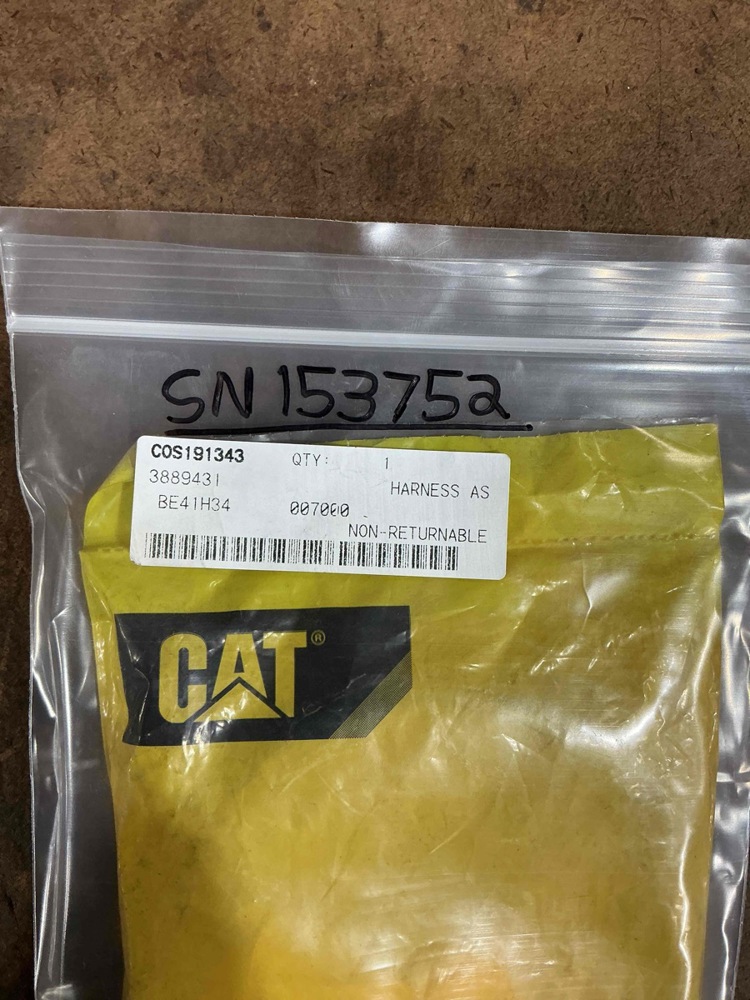 SN 153752
COS191343 QTY: 1
3889431 HARNESS AS
BE41H34 007000
NON-RETURNABLE
CAT®